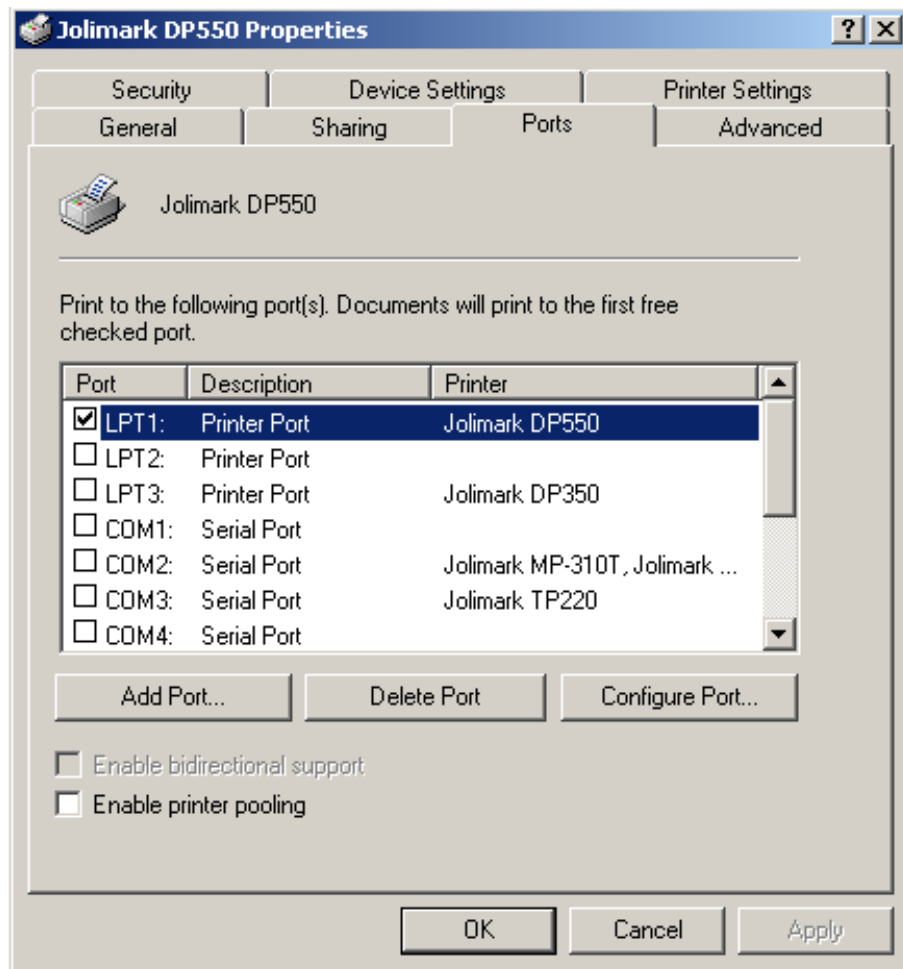 Jolimark DP550 Properties
Security Device Settings Printer Settings
General Sharing Ports Advanced
Jolimark DP550
Print to the following port(s). Documents will print to the first free
checked port.
Port Description Printer
LPT1: Printer Port Jolimark DP550
LPT2: Printer Port
LPT3: Printer Port Jolimark DP350
COM1: Serial Port
COM2: Serial Port Jolimark MP-310T, Jolimark ...
COM3: Serial Port Jolimark TP220
COM4: Serial Port
Add Port... Delete Port Configure Port...
Enable bidirectional support
Enable printer pooling
OK Cancel Apply